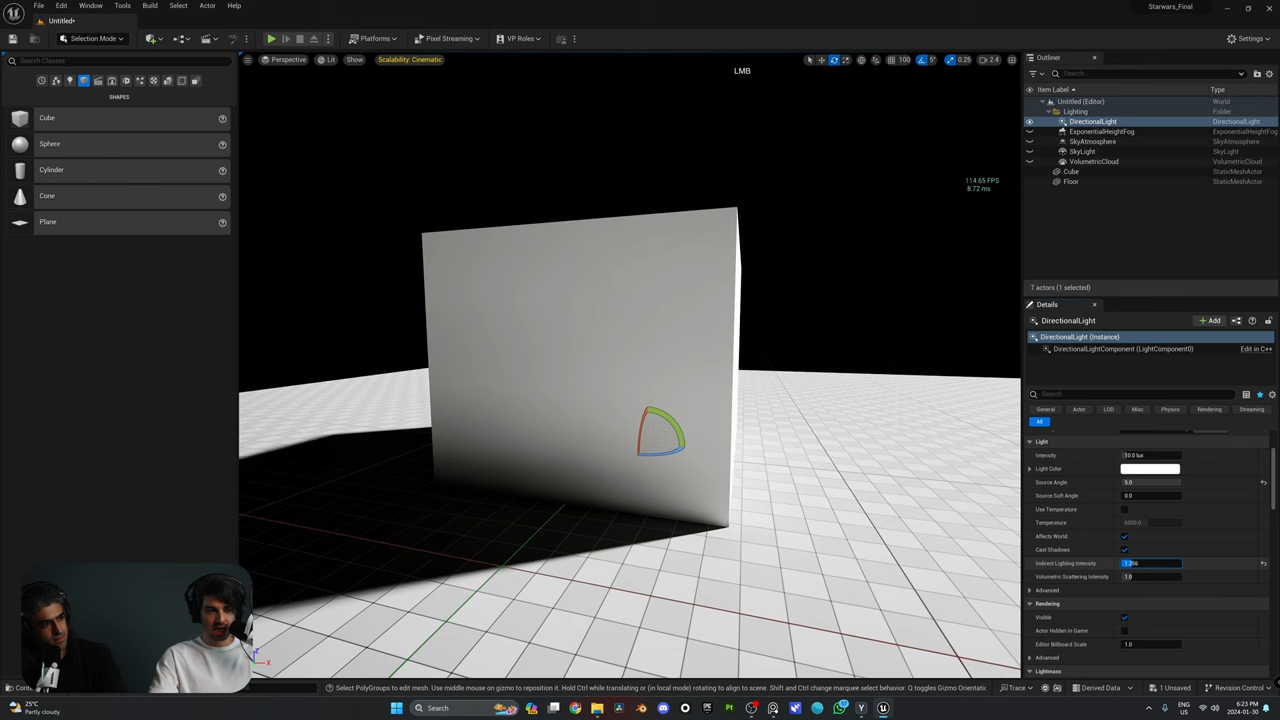 File Edit Window Tools Build Select Actor Help
Starwars_Final
Untitled*
Selection Mode
Platforms
Pixel Streaming
VP Roles
Settings
Search Classes
Perspective
Lit
Show
Scalability: Cinematic
100
5°
0.25
2.4
LMB
SHAPES
Cube
Sphere
Cylinder
Cone
Plane
114.65 FPS
8.72 ms
Outliner
Search...
Item Label
Type
Untitled (Editor) World
Lighting Folder
DirectionalLight DirectionalLight
ExponentialHeightFog ExponentialHeightFog
SkyAtmosphere SkyAtmosphere
SkyLight SkyLight
VolumetricCloud VolumetricCloud
Cube StaticMeshActor
Floor StaticMeshActor
7 actors (1 selected)
Details
DirectionalLight
Add
DirectionalLight (Instance)
DirectionalLightComponent (LightComponent0) Edit in C++
Search
General Actor LOD Misc Physics Rendering Streaming
All
Light
Intensity 10.0 lux
Light Color
Source Angle 5.0
Source Soft Angle 0.0
Use Temperature
Temperature 6500.0
Affects World
Cast Shadows
Indirect Lighting Intensity
Volumetric Scattering Intensity 1.0
Advanced
Rendering
Visible
Actor Hidden In Game
Editor Billboard Scale 1.0
Advanced
Lightmass
Z
X
Select PolyGroups to edit mesh. Use middle mouse on gizmo to reposition it. Hold Ctrl while translating or (in local mode) rotating to align to scene. Shift and Ctrl change marquee select behavior. Q toggles Gizmo Orientatic
Trace
Derived Data
1 Unsaved
Revision Control
25°C
Partly cloudy
Search
ENG
US
6:23 PM
2024-01-30